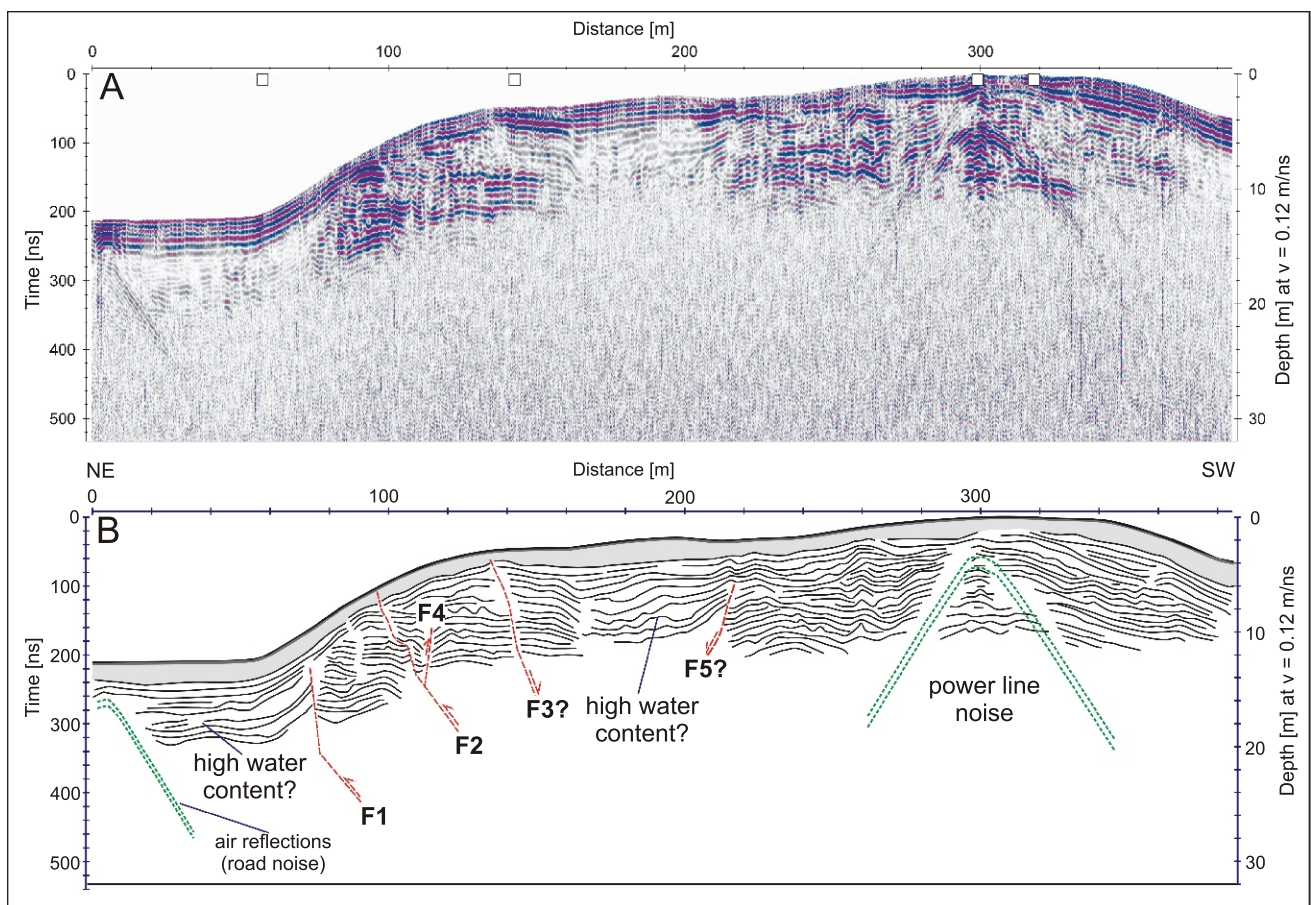 Distance [m]
0 100 200 300
A
0
100
200
300
400
500
Time [ns]
0
10
20
30
Depth [m] at v = 0.12 m/ns
NE Distance [m] SW
0 100 200 300
B
0
100
200
300
400
500
Time [ns]
F4
F5?
F3?
F2
F1
high water
content?
high water
content?
power line
noise
air reflections
(road noise)
0
10
20
30
Depth [m] at v = 0.12 m/ns